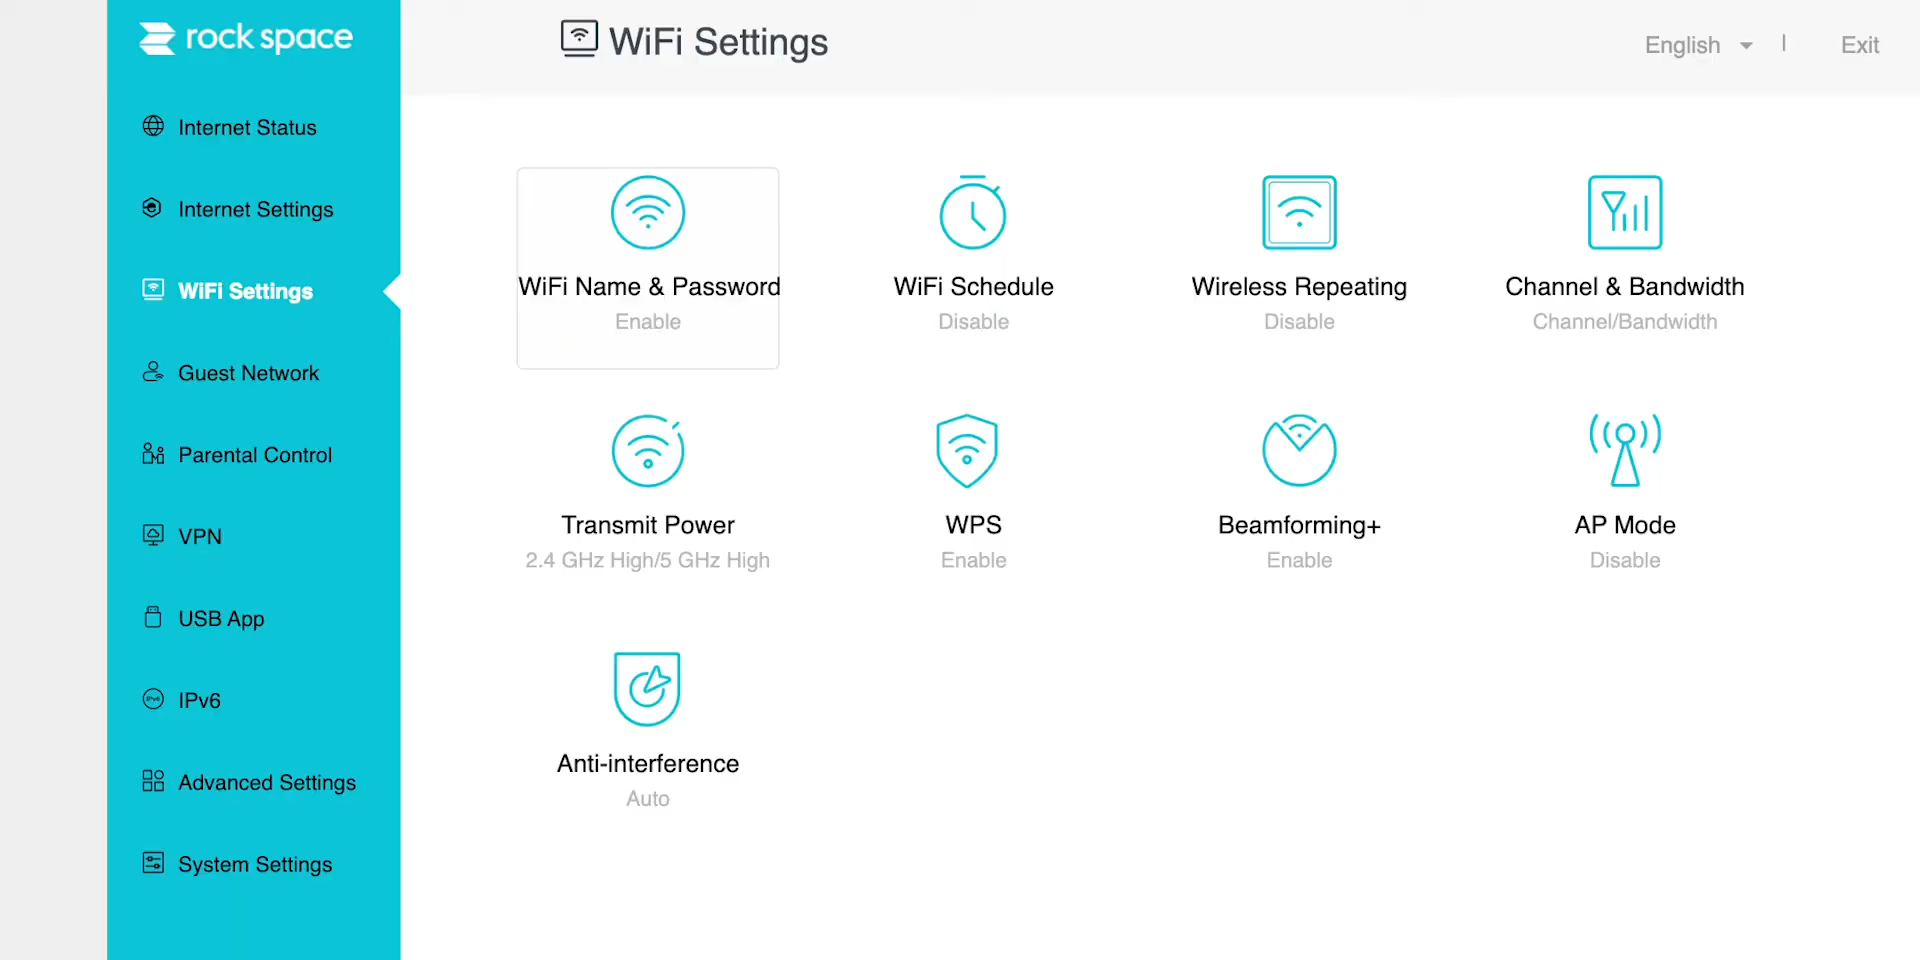 rock space
WiFi Settings
English
Exit
Internet Status
Internet Settings
WiFi Settings
Guest Network
Parental Control
VPN
USB App
IPv6
Advanced Settings
System Settings
WiFi Name & Password
Enable
WiFi Schedule
Disable
Wireless Repeating
Disable
Channel & Bandwidth
Channel/Bandwidth
Transmit Power
2.4 GHz High/5 GHz High
WPS
Enable
Beamforming+
Enable
AP Mode
Disable
Anti-interference
Auto